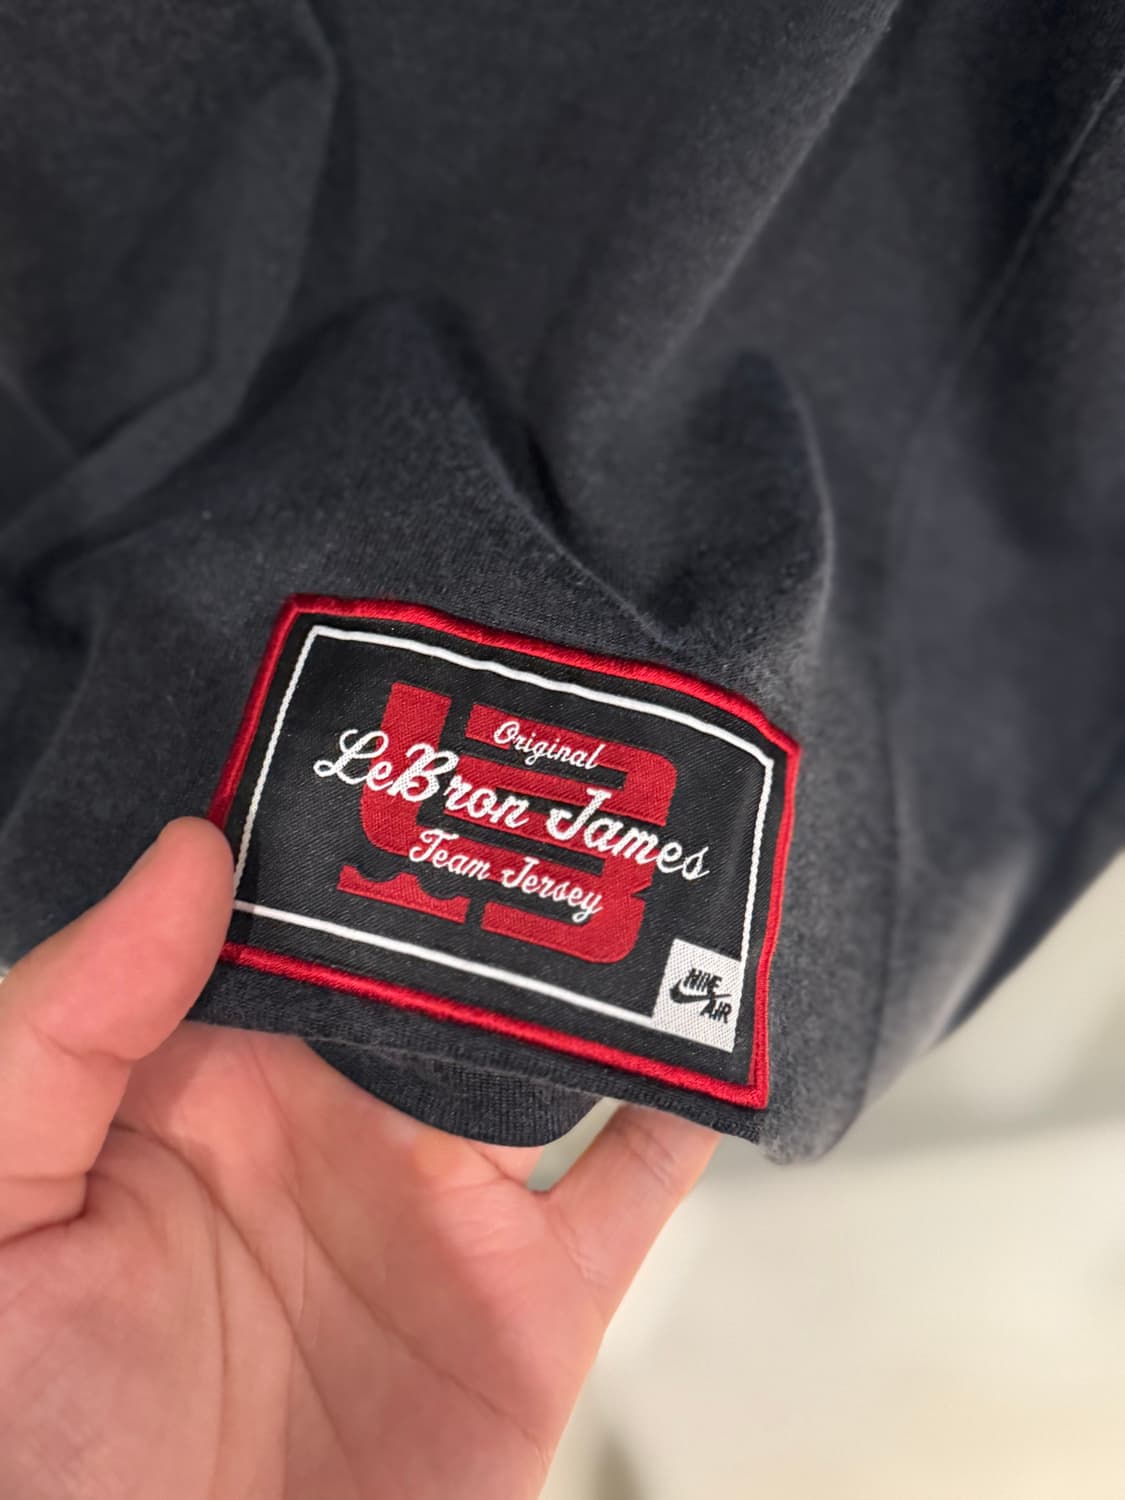 Original
LeBron James
Team Jersey
NIKE
AIR